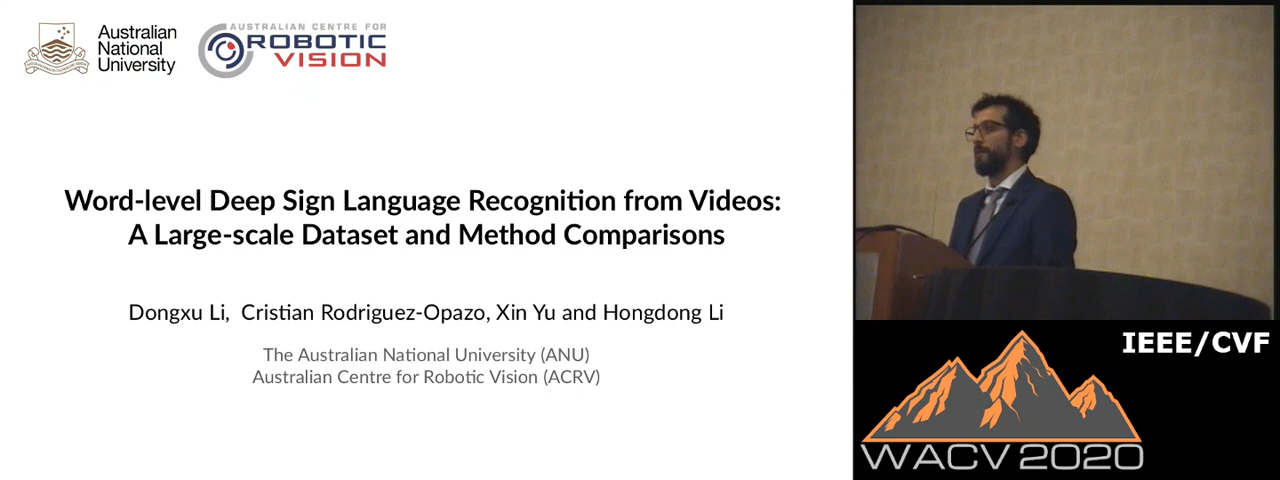 Australian
National
University
AUSTRALIAN CENTRE FOR
ROBOTIC
VISION
Word-level Deep Sign Language Recognition from Videos:
A Large-scale Dataset and Method Comparisons
Dongxu Li,  Cristian Rodriguez-Opazo, Xin Yu and Hongdong Li
The Australian National University (ANU)
Australian Centre for Robotic Vision (ACRV)
IEEE/CVF
WACV 2020